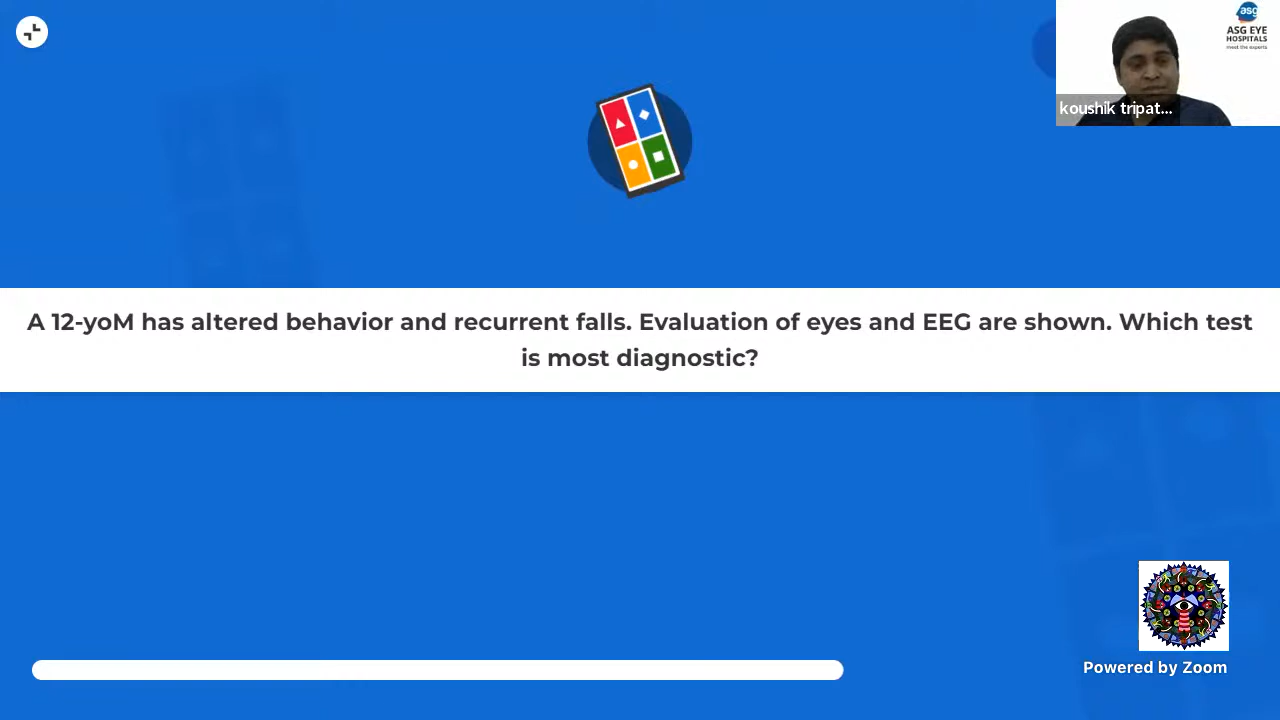 asg
ASG EYE
HOSPITALS
meet the experts
koushik tripat...
A 12-yoM has altered behavior and recurrent falls. Evaluation of eyes and EEG are shown. Which test
is most diagnostic?
Powered by Zoom